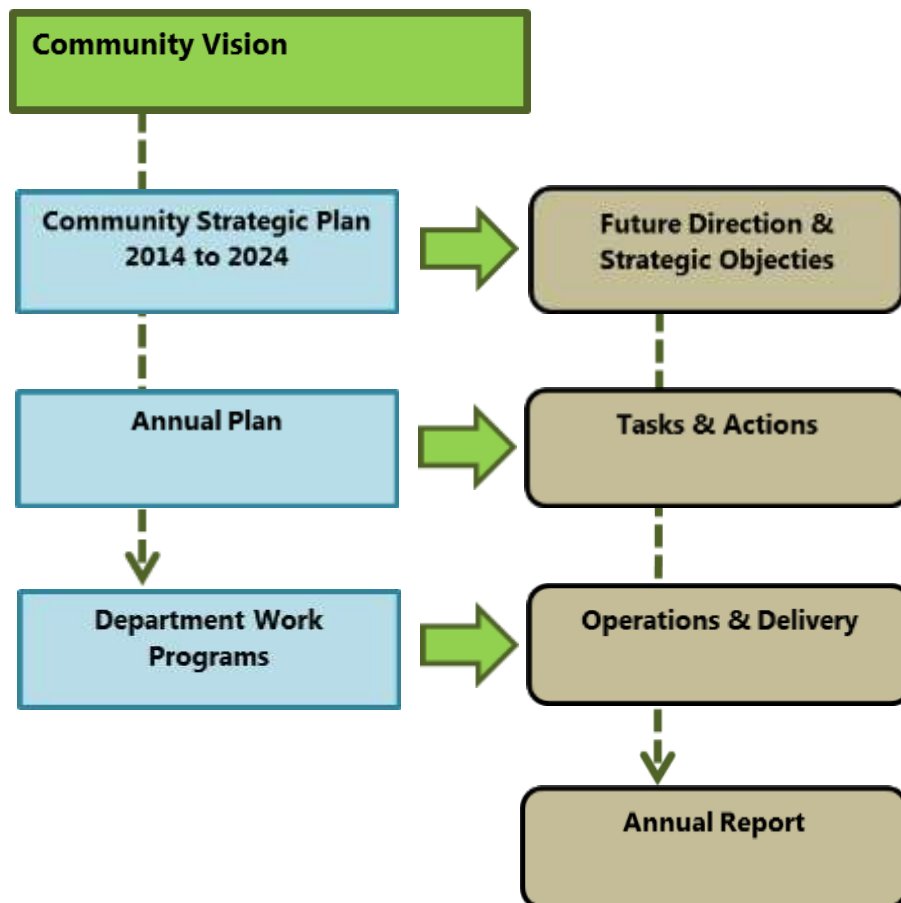 Community Vision
Community Strategic Plan
2014 to 2024
Future Direction &
Strategic Objecties
Annual Plan
Tasks & Actions
Department Work
Programs
Operations & Delivery
Annual Report